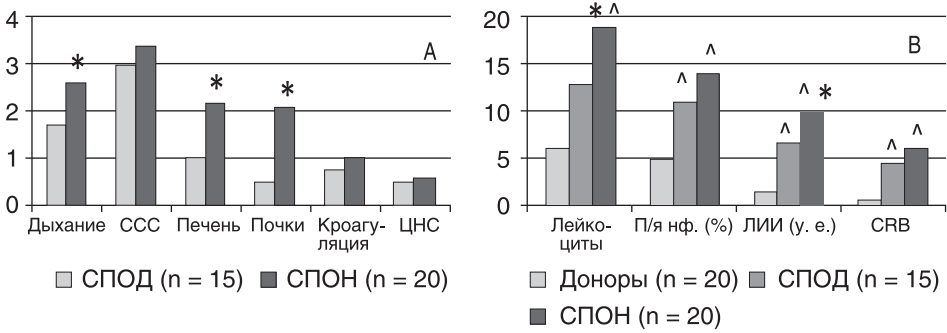 4
3
2
1
0
*
*
*
А
Дыхание ССС Печень Почки Кроагу-
ляция ЦНС
СПОД (n = 15) СПОН (n = 20)
20
15
10
5
0
* ^
^ ^
^ ^ *
^ ^
В
Лейко-
циты П/я нф. (%) ЛИИ (у. е.) CRB
Доноры (n = 20) СПОД (n = 15)
СПОН (n = 20)